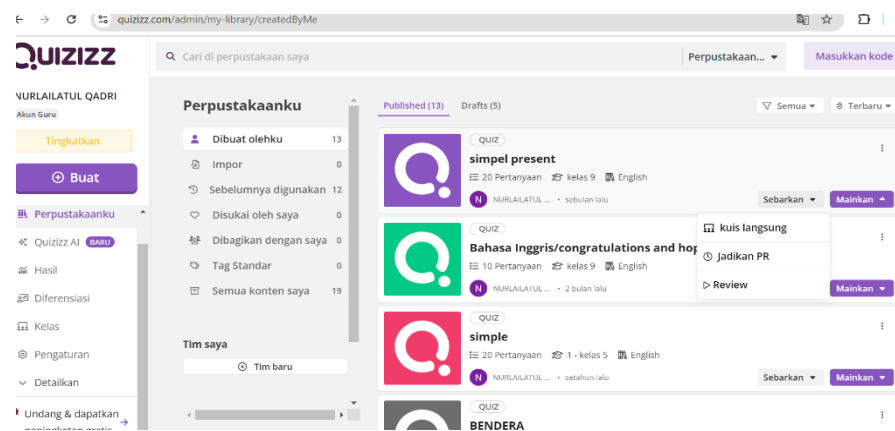 quizizz.com/admin/my-library/createdByMe
QUIZIZZ
Cari di perpustakaan saya
Perpustakaan...
Masukkan kode
NURLAILATUL QADRI
Akun Guru
Tingkatkan
Buat
Perpustakaanku
Quizizz AI BARU
Hasil
Diferensiasi
Kelas
Pengaturan
Detailkan
Undang & dapatkan
peningkatan gratis
Perpustakaanku
Dibuat olehku 13
Impor 0
Sebelumnya digunakan 12
Disukai oleh saya 0
Dibagikan dengan saya 0
Tag Standar 0
Semua konten saya 19
Tim saya
Tim baru
Published (13) Drafts (5)
Semua
Terbaru
QUIZ
simpel present
20 Pertanyaan kelas 9 English
N NURLAILATUL ... • sebulan lalu
Sebarkan Mainkan
kuis langsung
Jadikan PR
Review
QUIZ
Bahasa Inggris/congratulations and hop
10 Pertanyaan kelas 9 English
N NURLAILATUL ... • 2 bulan lalu
Mainkan
QUIZ
simple
20 Pertanyaan 1 - kelas 5 English
N NURLAILATUL ... • setahun lalu
Sebarkan Mainkan
QUIZ
BENDERA